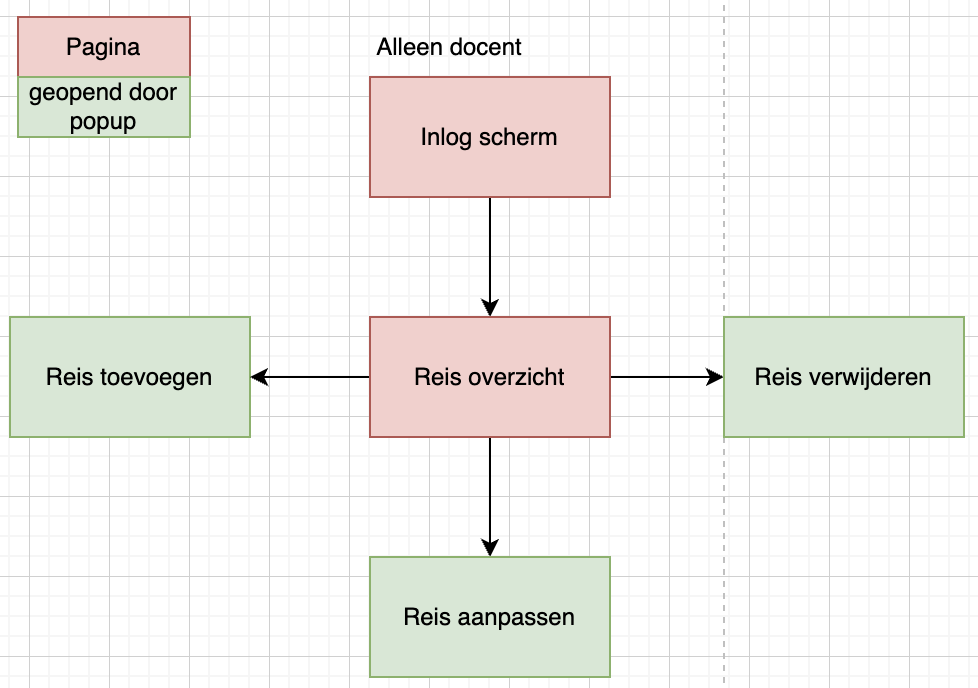 Pagina
geopend door
popup
Alleen docent
Inlog scherm
Reis toevoegen
Reis overzicht
Reis verwijderen
Reis aanpassen